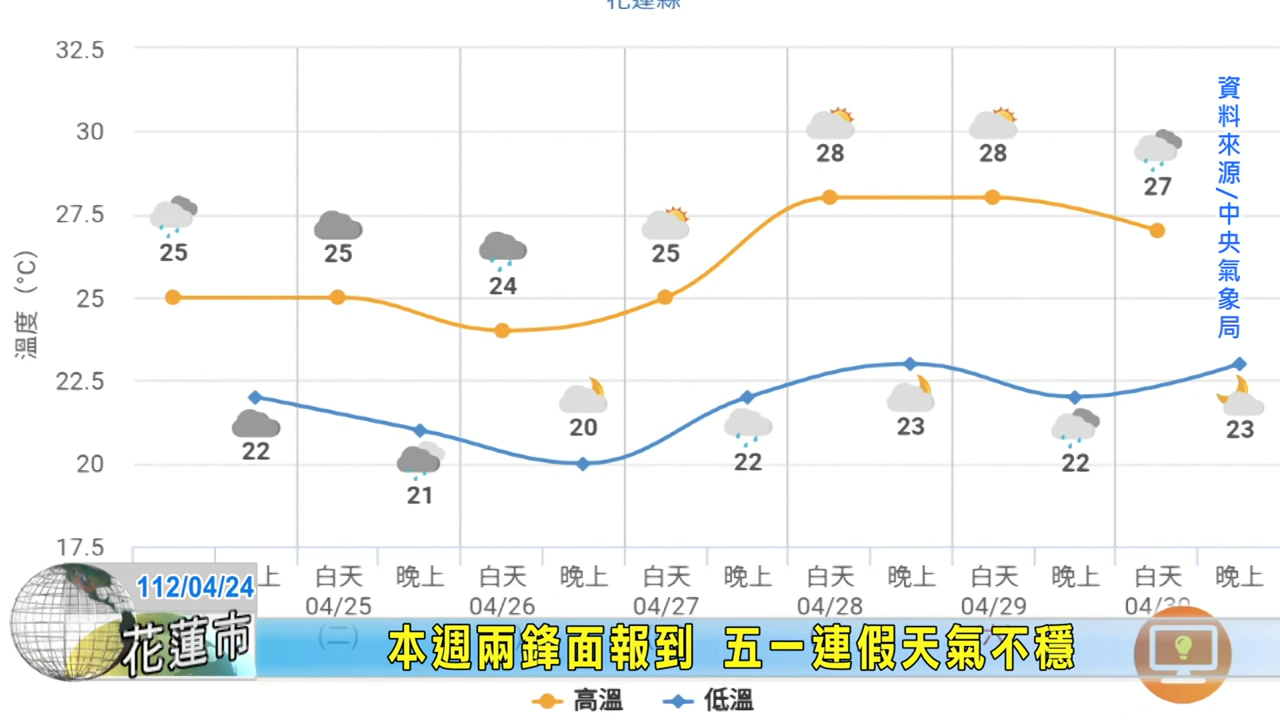 花蓮縣
32.5
30
27.5
25
22.5
20
17.5
溫度 (°C)
25
25
24
25
28
28
27
22
21
20
22
23
22
23
資料來源/中央氣象局
上
白天
晚上
白天
晚上
白天
晚上
白天
晚上
白天
晚上
白天
晚上
04/25
04/26
04/27
04/28
04/29
04/30
(二)
112/04/24
花蓮市
本週兩鋒面報到 五一連假天氣不穩
高溫
低溫